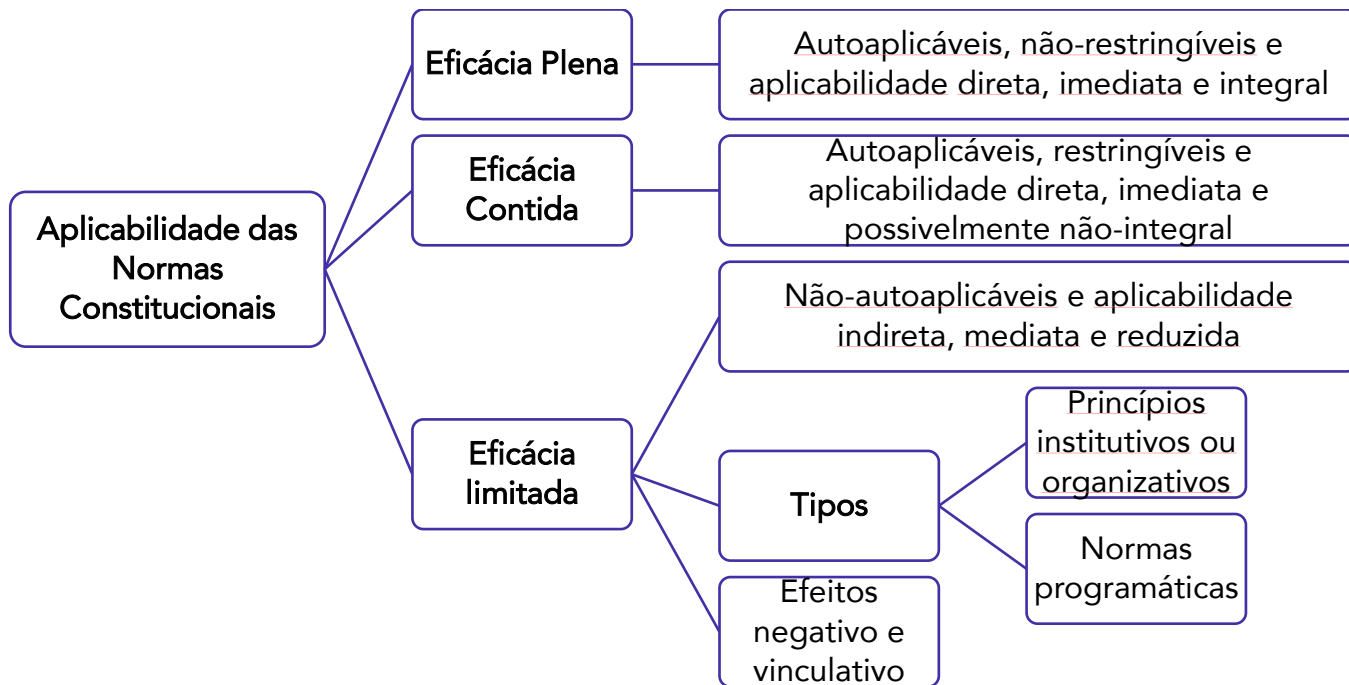 Aplicabilidade das
Normas
Constitucionais
Eficácia Plena
Autoaplicáveis, não-restringíveis e
aplicabilidade direta, imediata e integral
Eficácia
Contida
Autoaplicáveis, restringíveis e
aplicabilidade direta, imediata e
possivelmente não-integral
Eficácia
limitada
Não-autoaplicáveis e aplicabilidade
indireta, mediata e reduzida
Tipos
Princípios
institutivos ou
organizativos
Normas
programáticas
Efeitos
negativo e
vinculativo